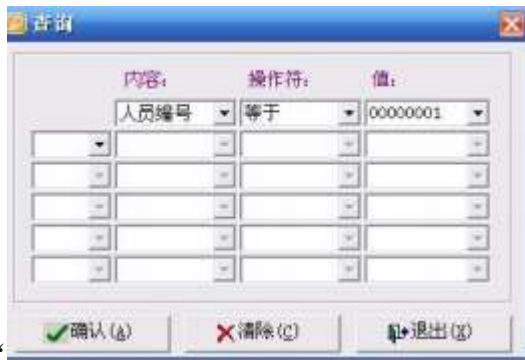 查询
内容: 操作符: 值:
人员编号 等于 00000001
确认(A) 清除(C) 退出(X)